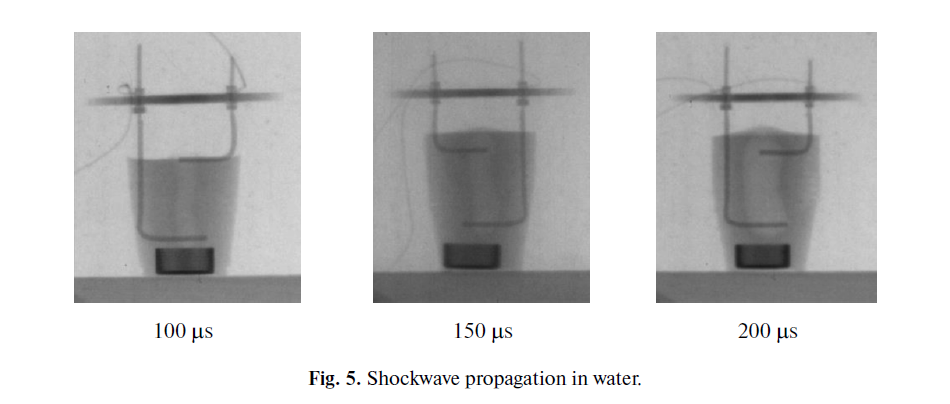 100 μs
150 μs
200 μs
Fig. 5. Shockwave propagation in water.